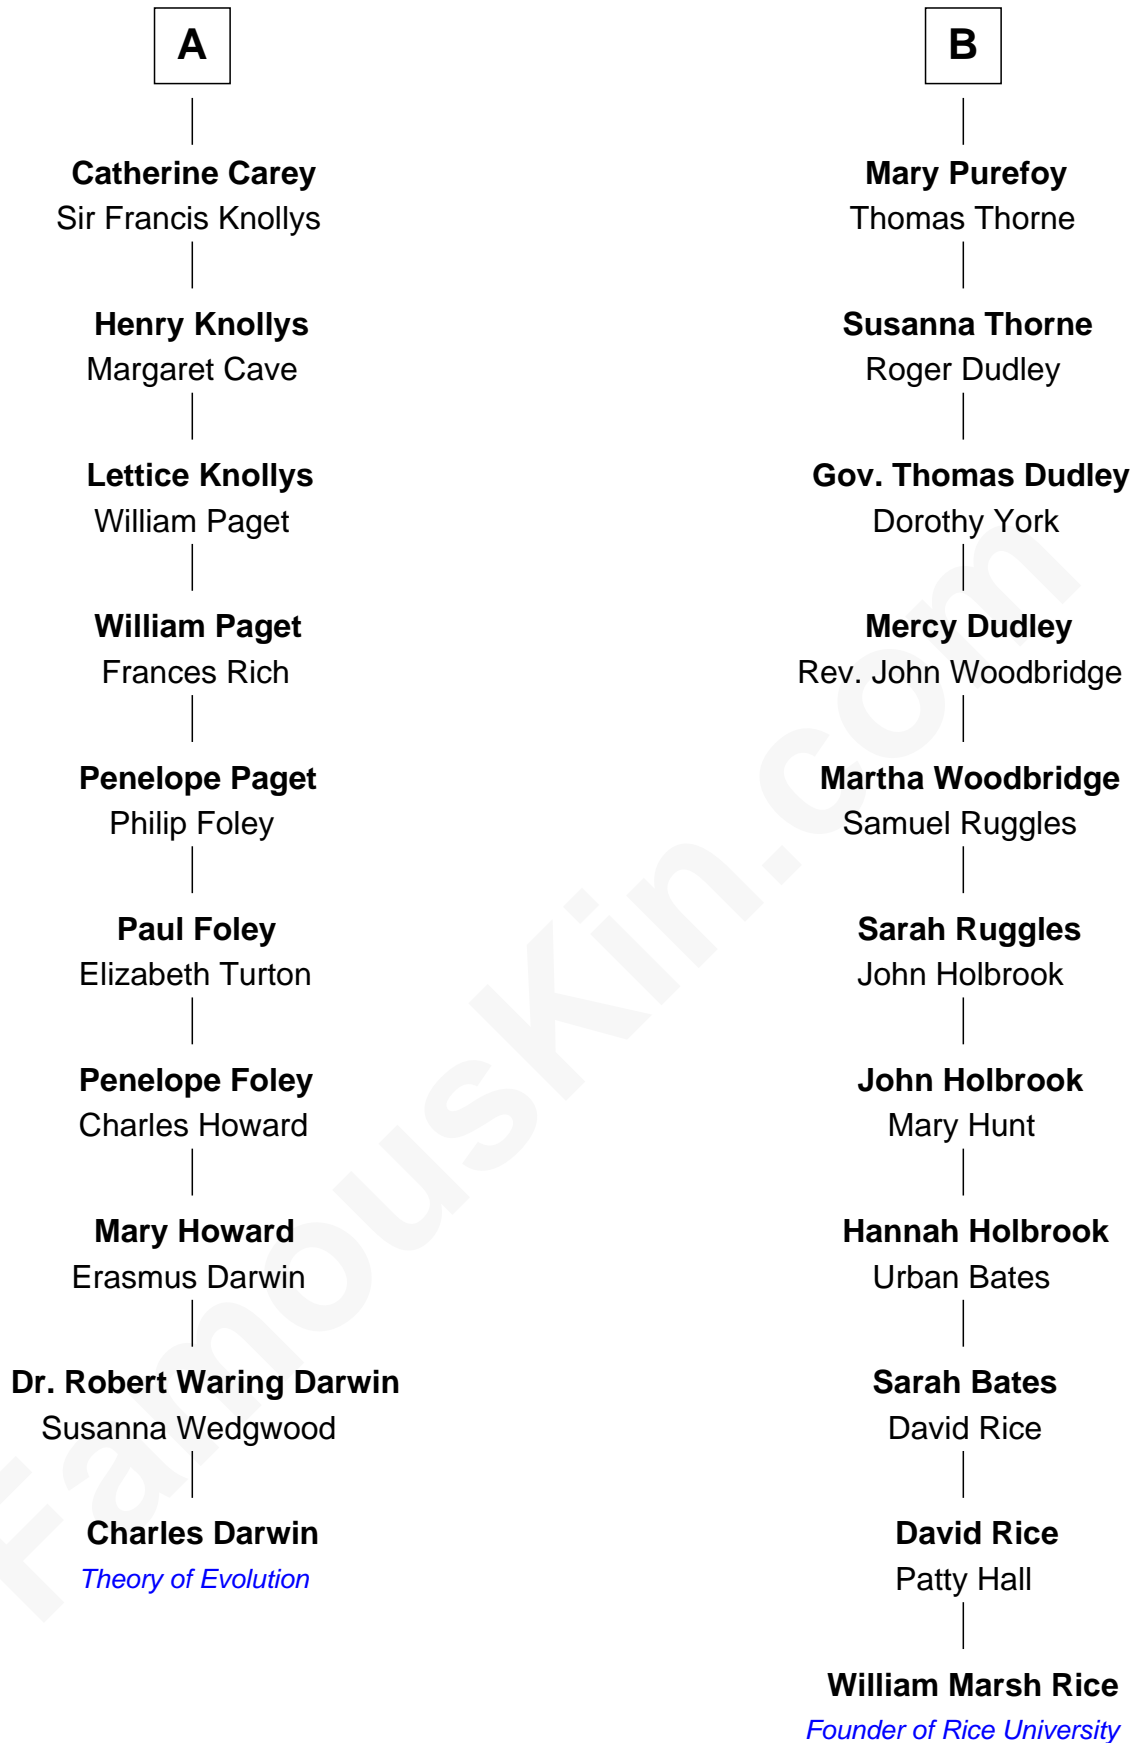 A
Catherine Carey
Sir Francis Knollys
Henry Knollys
Margaret Cave
Lettice Knollys
William Paget
William Paget
Frances Rich
Penelope Paget
Philip Foley
Paul Foley
Elizabeth Turton
Penelope Foley
Charles Howard
Mary Howard
Erasmus Darwin
Dr. Robert Waring Darwin
Susanna Wedgwood
Charles Darwin
Theory of Evolution
B
Mary Purefoy
Thomas Thorne
Susanna Thorne
Roger Dudley
Gov. Thomas Dudley
Dorothy York
Mercy Dudley
Rev. John Woodbridge
Martha Woodbridge
Samuel Ruggles
Sarah Ruggles
John Holbrook
John Holbrook
Mary Hunt
Hannah Holbrook
Urban Bates
Sarah Bates
David Rice
David Rice
Patty Hall
William Marsh Rice
Founder of Rice University
FamousKin.com